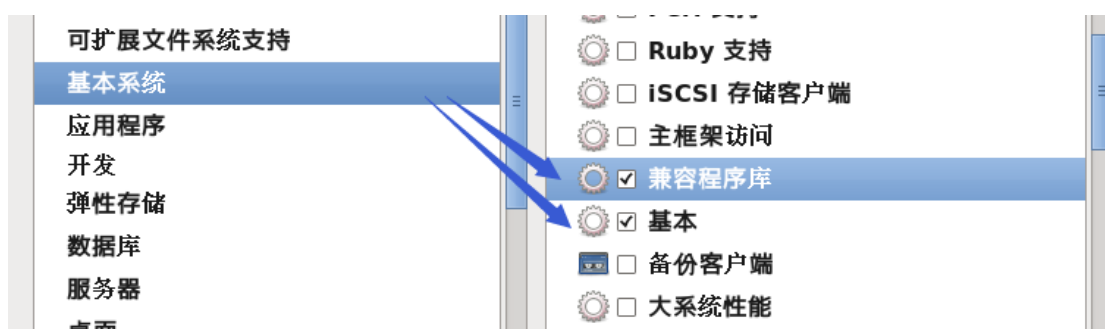 可扩展文件系统支持
基本系统
应用程序
开发
弹性存储
数据库
服务器
桌面
Ruby 支持
iSCSI 存储客户端
主框架访问
兼容程序库
基本
备份客户端
大系统性能